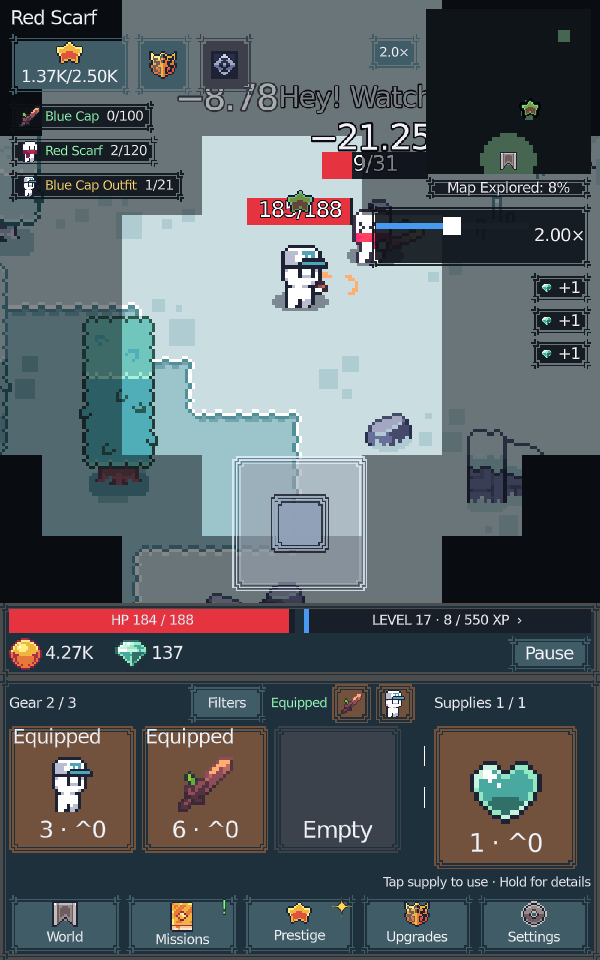 Red Scarf
1.37K/2.50K
2.0×
−8.78
Hey! Watch
−21.25
9/31
Blue Cap 0/100
Red Scarf 2/120
Blue Cap Outfit 1/21
Map Explored: 8%
/188
2.00×
+1
+1
+1
HP 184 / 188
LEVEL 17 · 8 / 550 XP ›
4.27K
137
Pause
Gear 2 / 3
Filters
Equipped
Supplies 1 / 1
Equipped
3 · ^0
Equipped
6 · ^0
Empty
1 · ^0
Tap supply to use · Hold for details
World
Missions
!
Prestige
Upgrades
Settings